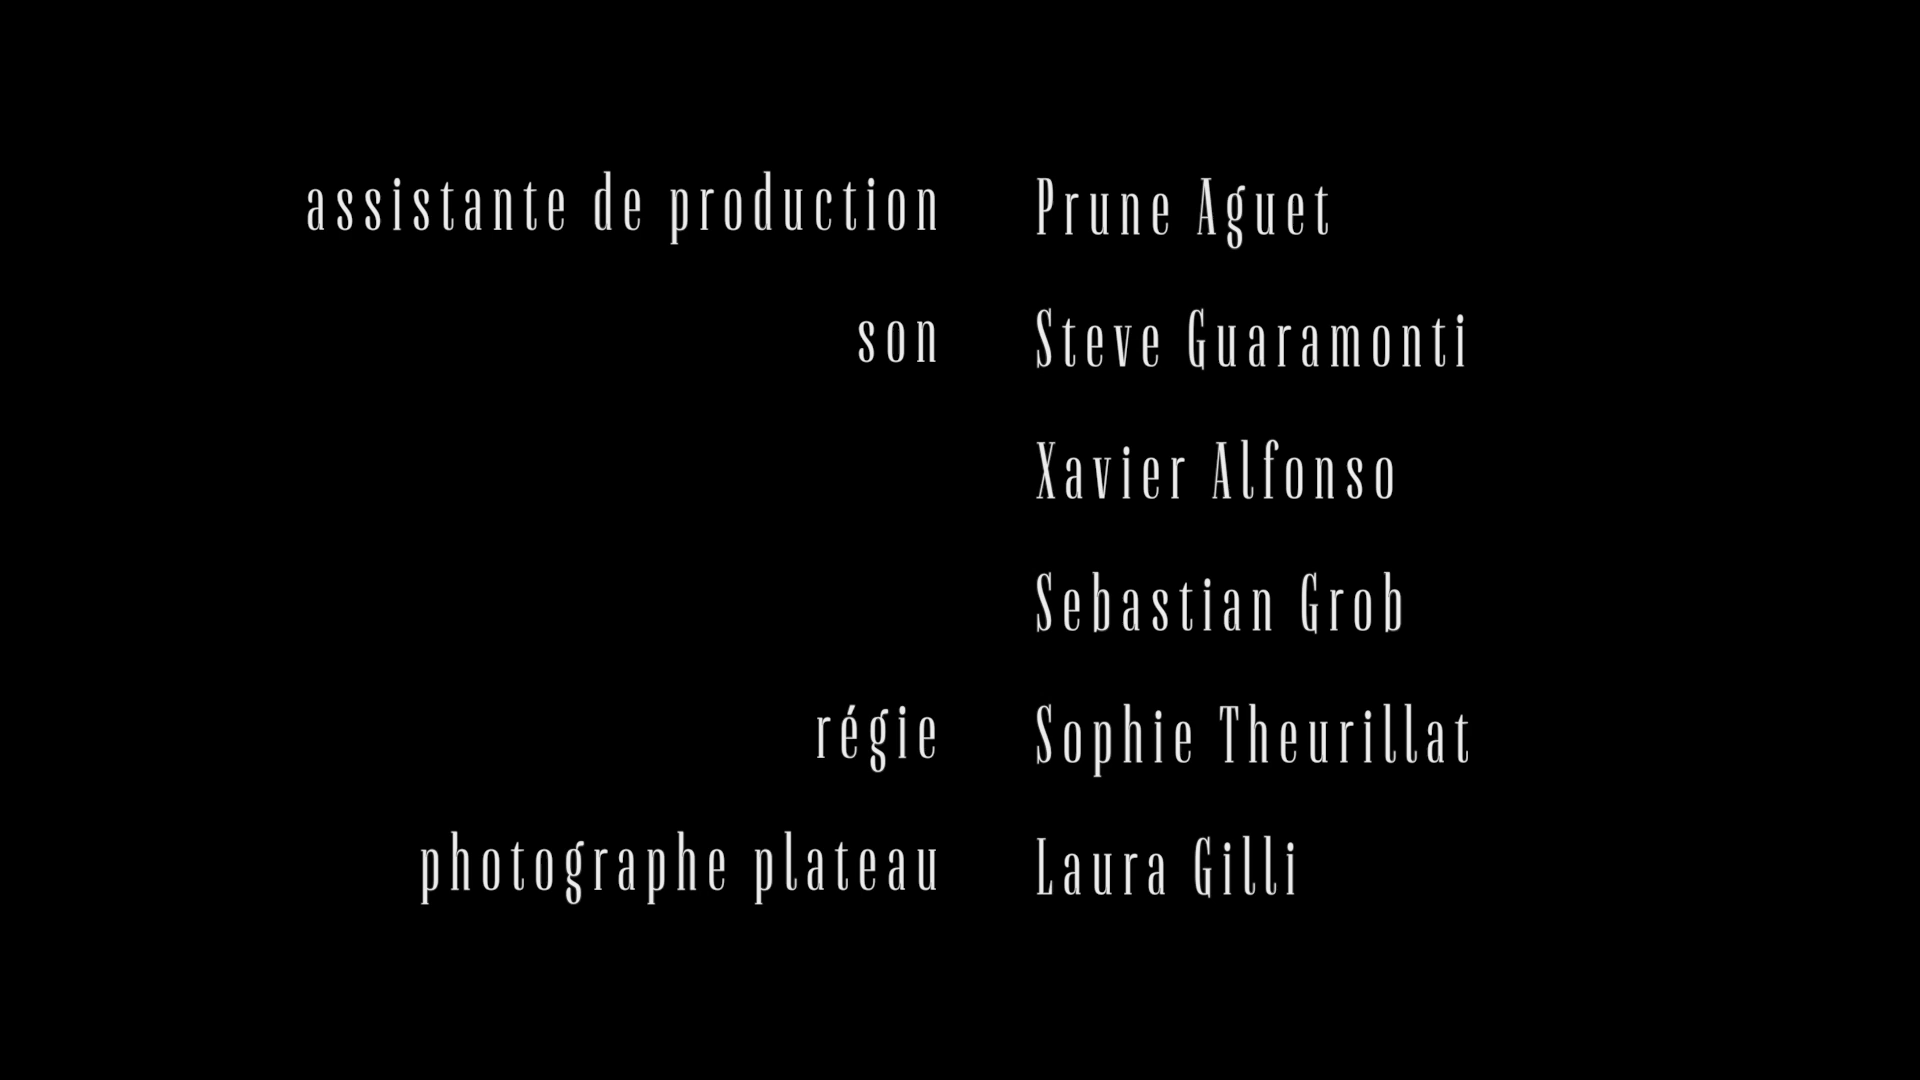 assistante de production Prune Aguet
son Steve Guaramonti
Xavier Alfonso
Sebastian Grob
régie Sophie Theurillat
photographe plateau Laura Gilli